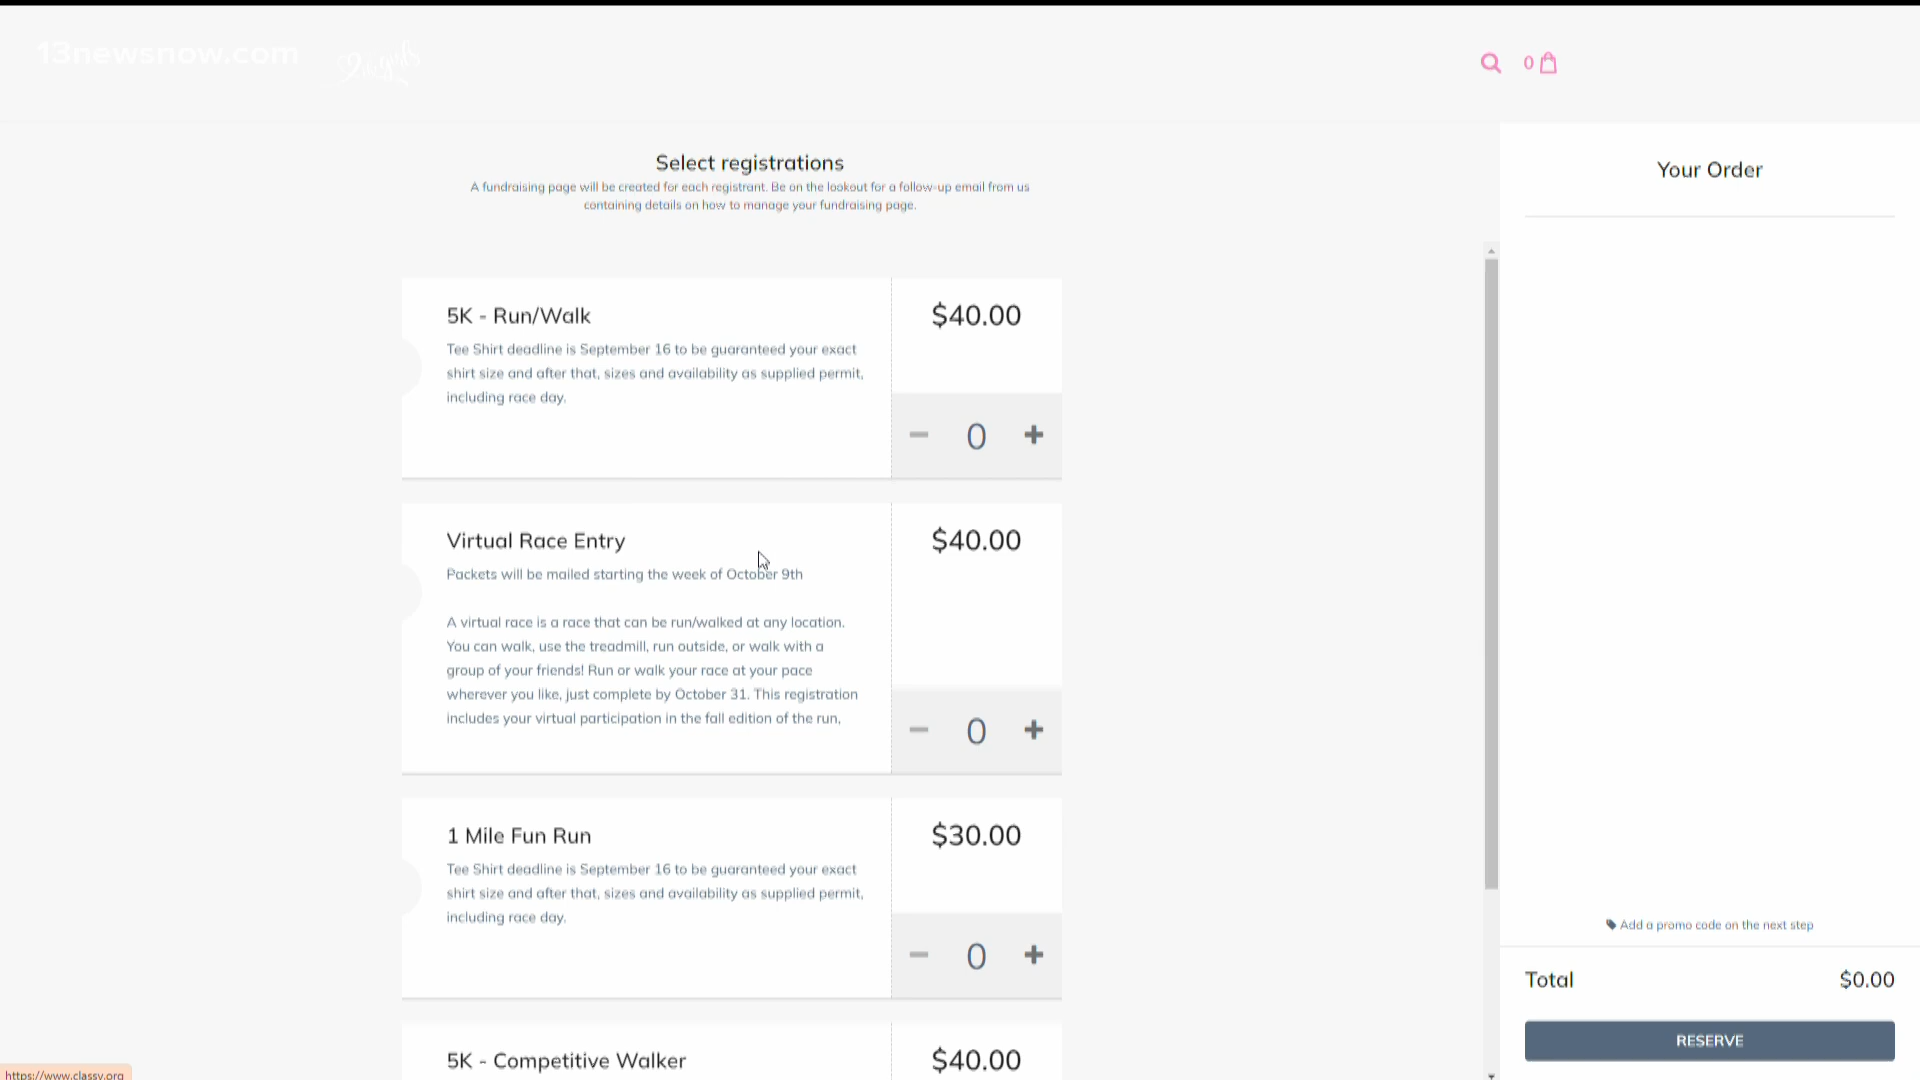 13newsnow.com
0
Select registrations
A fundraising page will be created for each registrant. Be on the lookout for a follow-up email from us
containing details on how to manage your fundraising page.
5K - Run/Walk
Tee Shirt deadline is September 16 to be guaranteed your exact
shirt size and after that, sizes and availability as supplied permit,
including race day.
$40.00
0
Virtual Race Entry
Packets will be mailed starting the week of October 9th
A virtual race is a race that can be run/walked at any location.
You can walk, use the treadmill, run outside, or walk with a
group of your friends! Run or walk your race at your pace
wherever you like, just complete by October 31. This registration
includes your virtual participation in the fall edition of the run,
$40.00
0
1 Mile Fun Run
Tee Shirt deadline is September 16 to be guaranteed your exact
shirt size and after that, sizes and availability as supplied permit,
including race day.
$30.00
0
5K - Competitive Walker
$40.00
Your Order
Add a promo code on the next step
Total $0.00
RESERVE
https://www.classy.org